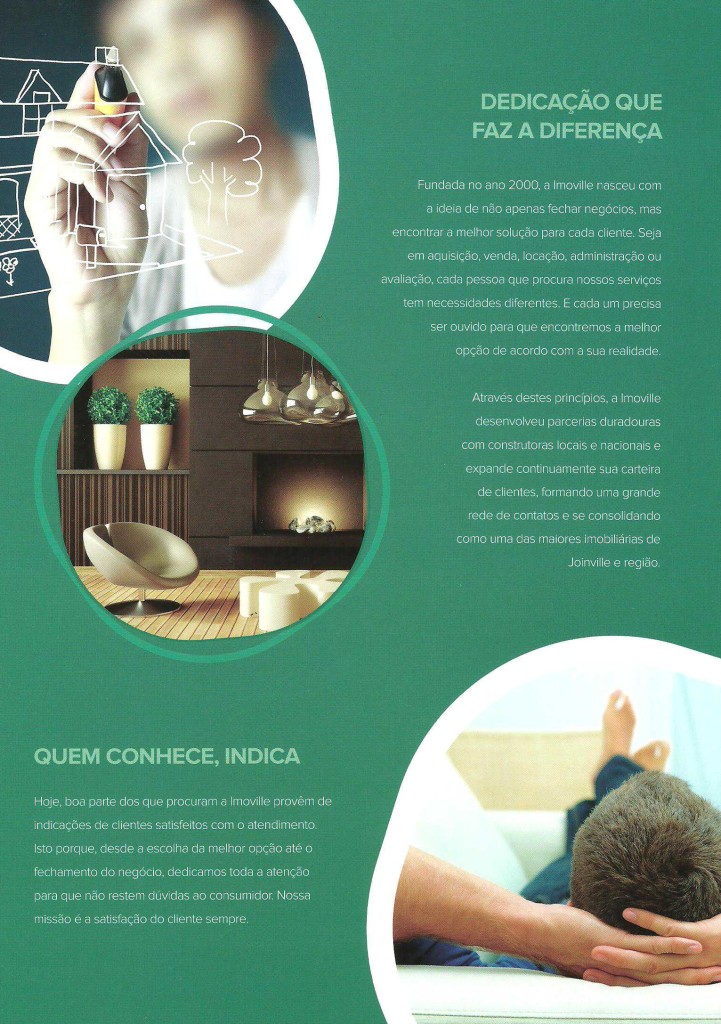 DEDICAÇÃO QUE
FAZ A DIFERENÇA
Fundada no ano 2000, a Imoville nasceu com
a ideia de não apenas fechar negócios, mas
encontrar a melhor solução para cada cliente. Seja
em aquisição, venda, locação, administração ou
avaliação, cada pessoa que procura nossos serviços
tem necessidades diferentes. E cada um precisa
ser ouvido para que encontremos a melhor
opção de acordo com a sua realidade.
Através destes princípios, a Imoville
desenvolveu parcerias duradouras
com construtoras locais e nacionais e
expande continuamente sua carteira
de clientes, formando uma grande
rede de contatos e se consolidando
como uma das maiores imobiliárias de
Joinville e região.
QUEM CONHECE, INDICA
Hoje, boa parte dos que procuram a Imoville provêm de
indicações de clientes satisfeitos com o atendimento.
Isto porque, desde a escolha da melhor opção até o
fechamento do negócio, dedicamos toda a atenção
para que não restem dúvidas ao consumidor. Nossa
missão é a satisfação do cliente sempre.